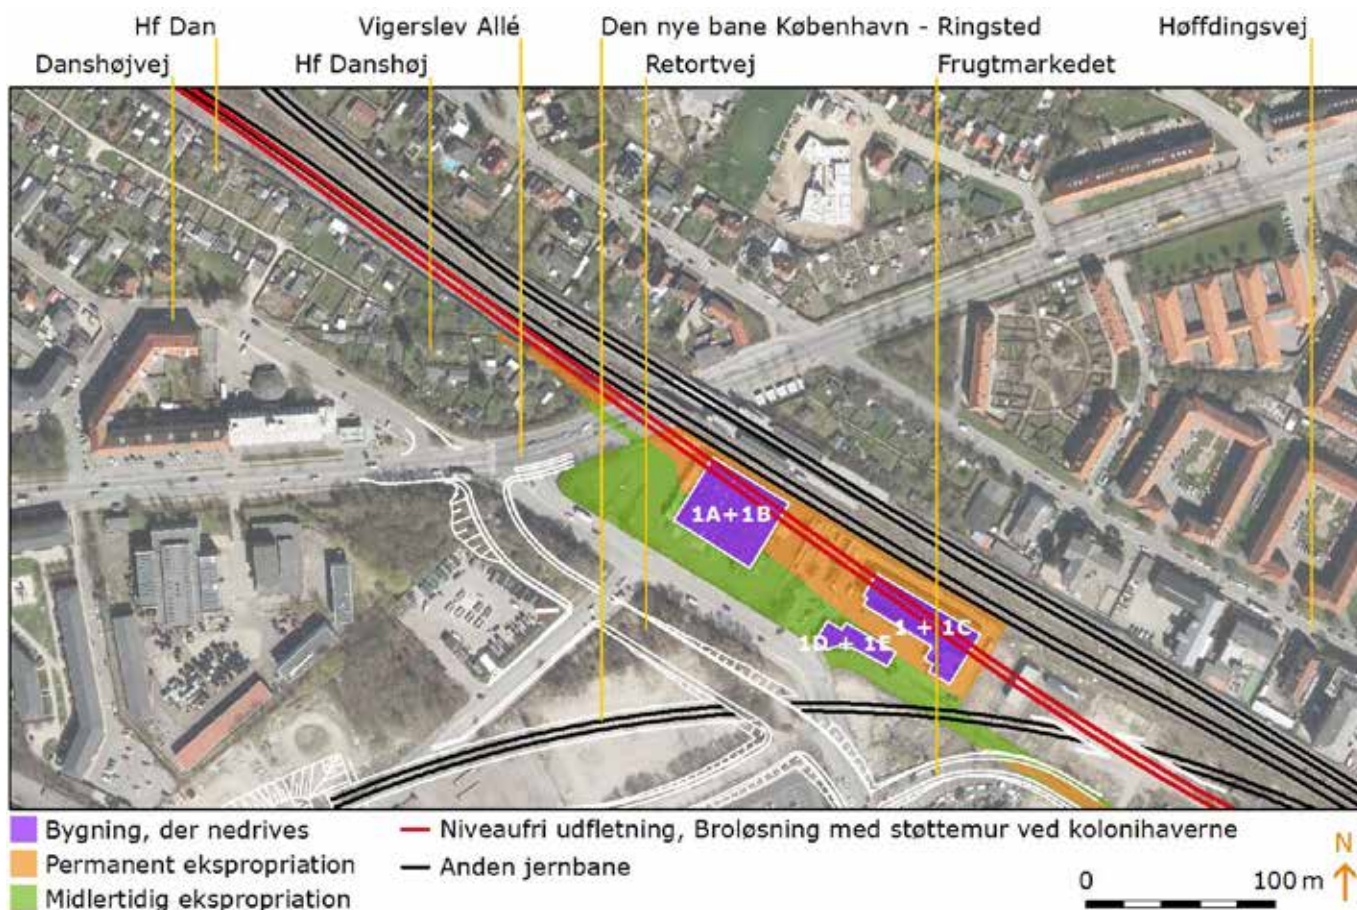 Hf Dan
Vigerslev Allé
Den nye bane København - Ringsted
Høffdingsvej
Danshøjvej
Hf Danshøj
Retortvej
Frugtmarkedet
1A+1B
1 + 1C
1D + 1E
Bygning, der nedrives
Permanent ekspropriation
Midlertidig ekspropriation
Niveaufri udfletning, Broløsning med støttemur ved kolonihaverne
Anden jernbane
N
0 100 m